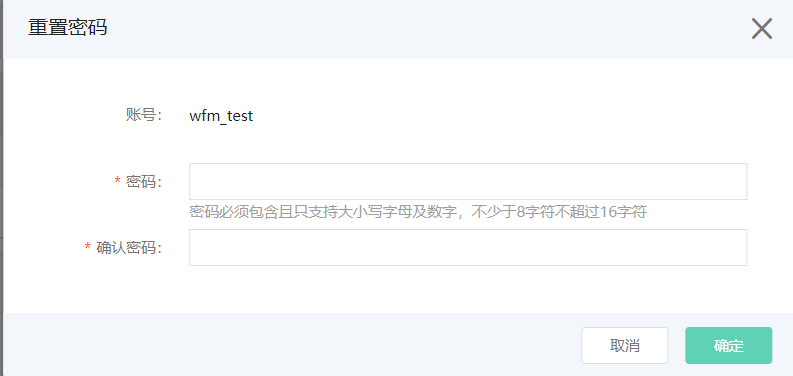 重置密码
账号： wfm_test
* 密码：
密码必须包含且只支持大小写字母及数字，不少于8字符不超过16字符
* 确认密码：
取消 确定